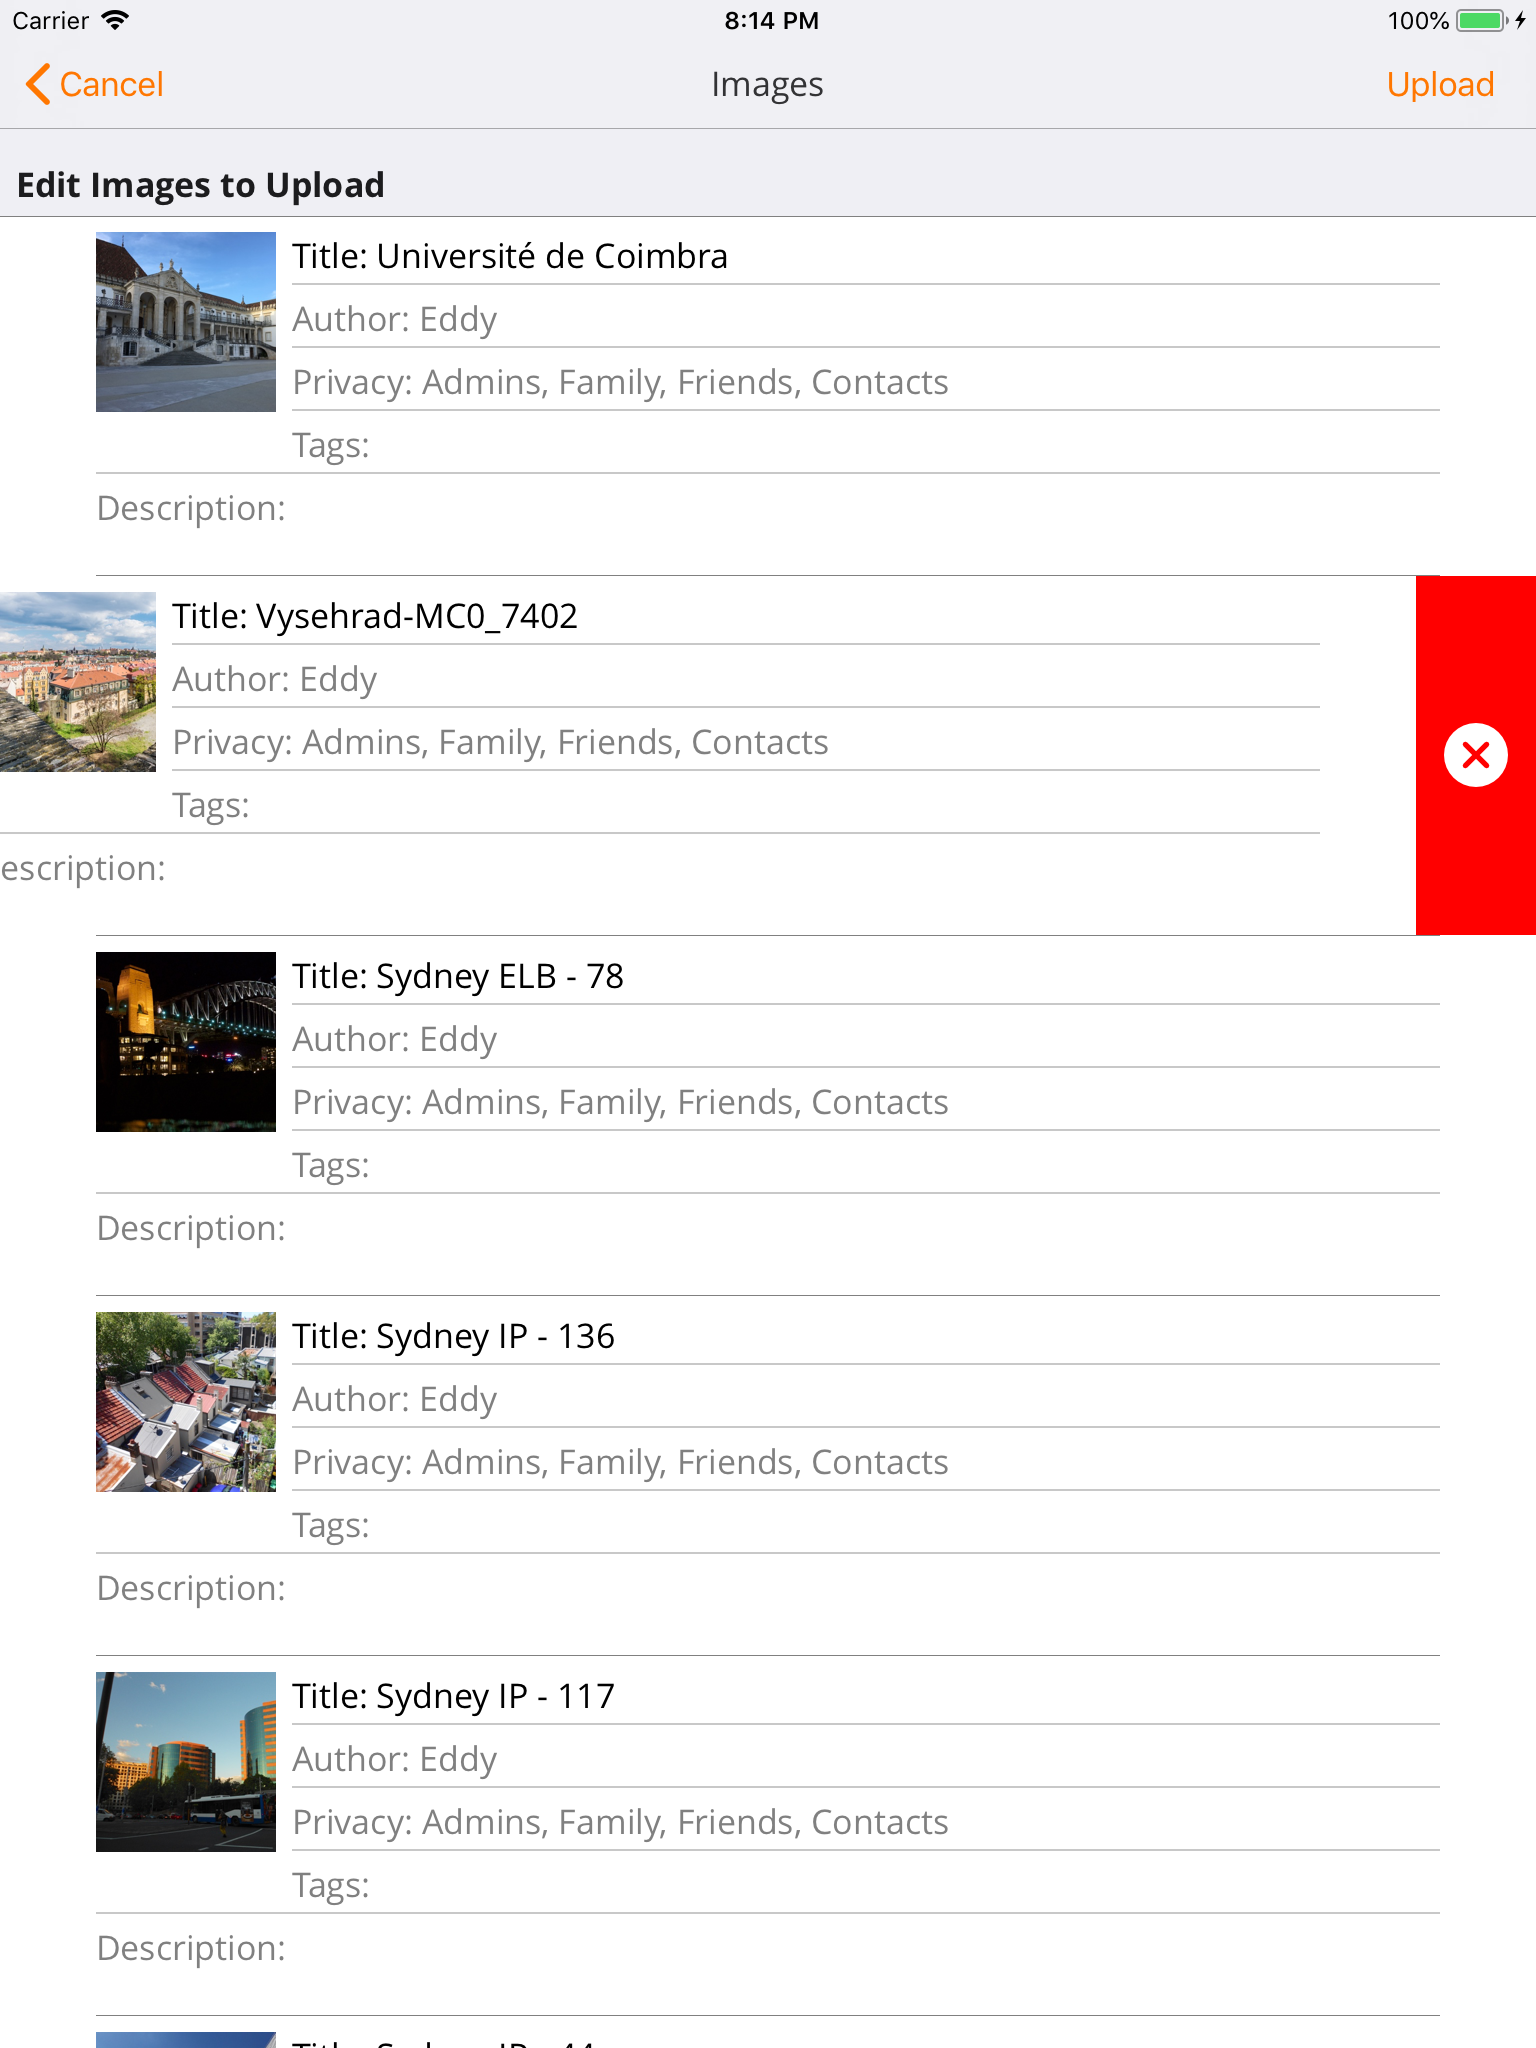 Carrier 8:14 PM 100%
Cancel Images Upload
Edit Images to Upload
Title: Université de Coimbra
Author: Eddy
Privacy: Admins, Family, Friends, Contacts
Tags:
Description:
Title: Vysehrad-MC0_7402
Author: Eddy
Privacy: Admins, Family, Friends, Contacts
Tags:
escription:
Title: Sydney ELB - 78
Author: Eddy
Privacy: Admins, Family, Friends, Contacts
Tags:
Description:
Title: Sydney IP - 136
Author: Eddy
Privacy: Admins, Family, Friends, Contacts
Tags:
Description:
Title: Sydney IP - 117
Author: Eddy
Privacy: Admins, Family, Friends, Contacts
Tags:
Description:
Title: Sydney IP - 44